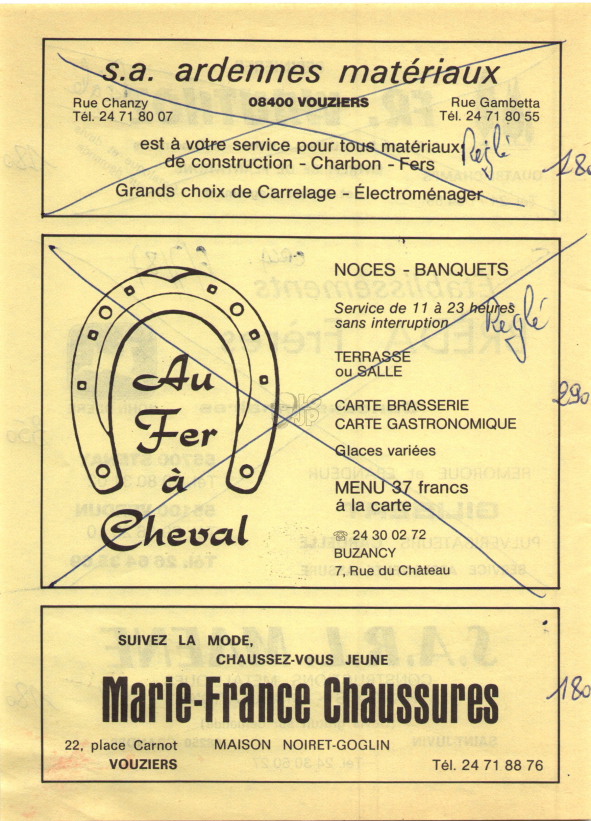 s.a. ardennes matériaux
Rue Chanzy
Tél. 24 71 80 07
08400 VOUZIERS
Rue Gambetta
Tél. 24 71 80 55
est à votre service pour tous matériaux
de construction - Charbon - Fers
Grands choix de Carrelage - Électroménager
Réglé
180
Au
Fer
à
Cheval
NOCES - BANQUETS
Service de 11 à 23 heures
sans interruption
Réglé
TERRASSE
ou SALLE
CARTE BRASSERIE
CARTE GASTRONOMIQUE
290
Glaces variées
MENU 37 francs
á la carte
☎ 24 30 02 72
BUZANCY
7, Rue du Château
SUIVEZ LA MODE,
CHAUSSEZ-VOUS JEUNE
Marie-France Chaussures
180
22, place Carnot MAISON NOIRET-GOGLIN
VOUZIERS
Tél. 24 71 88 76